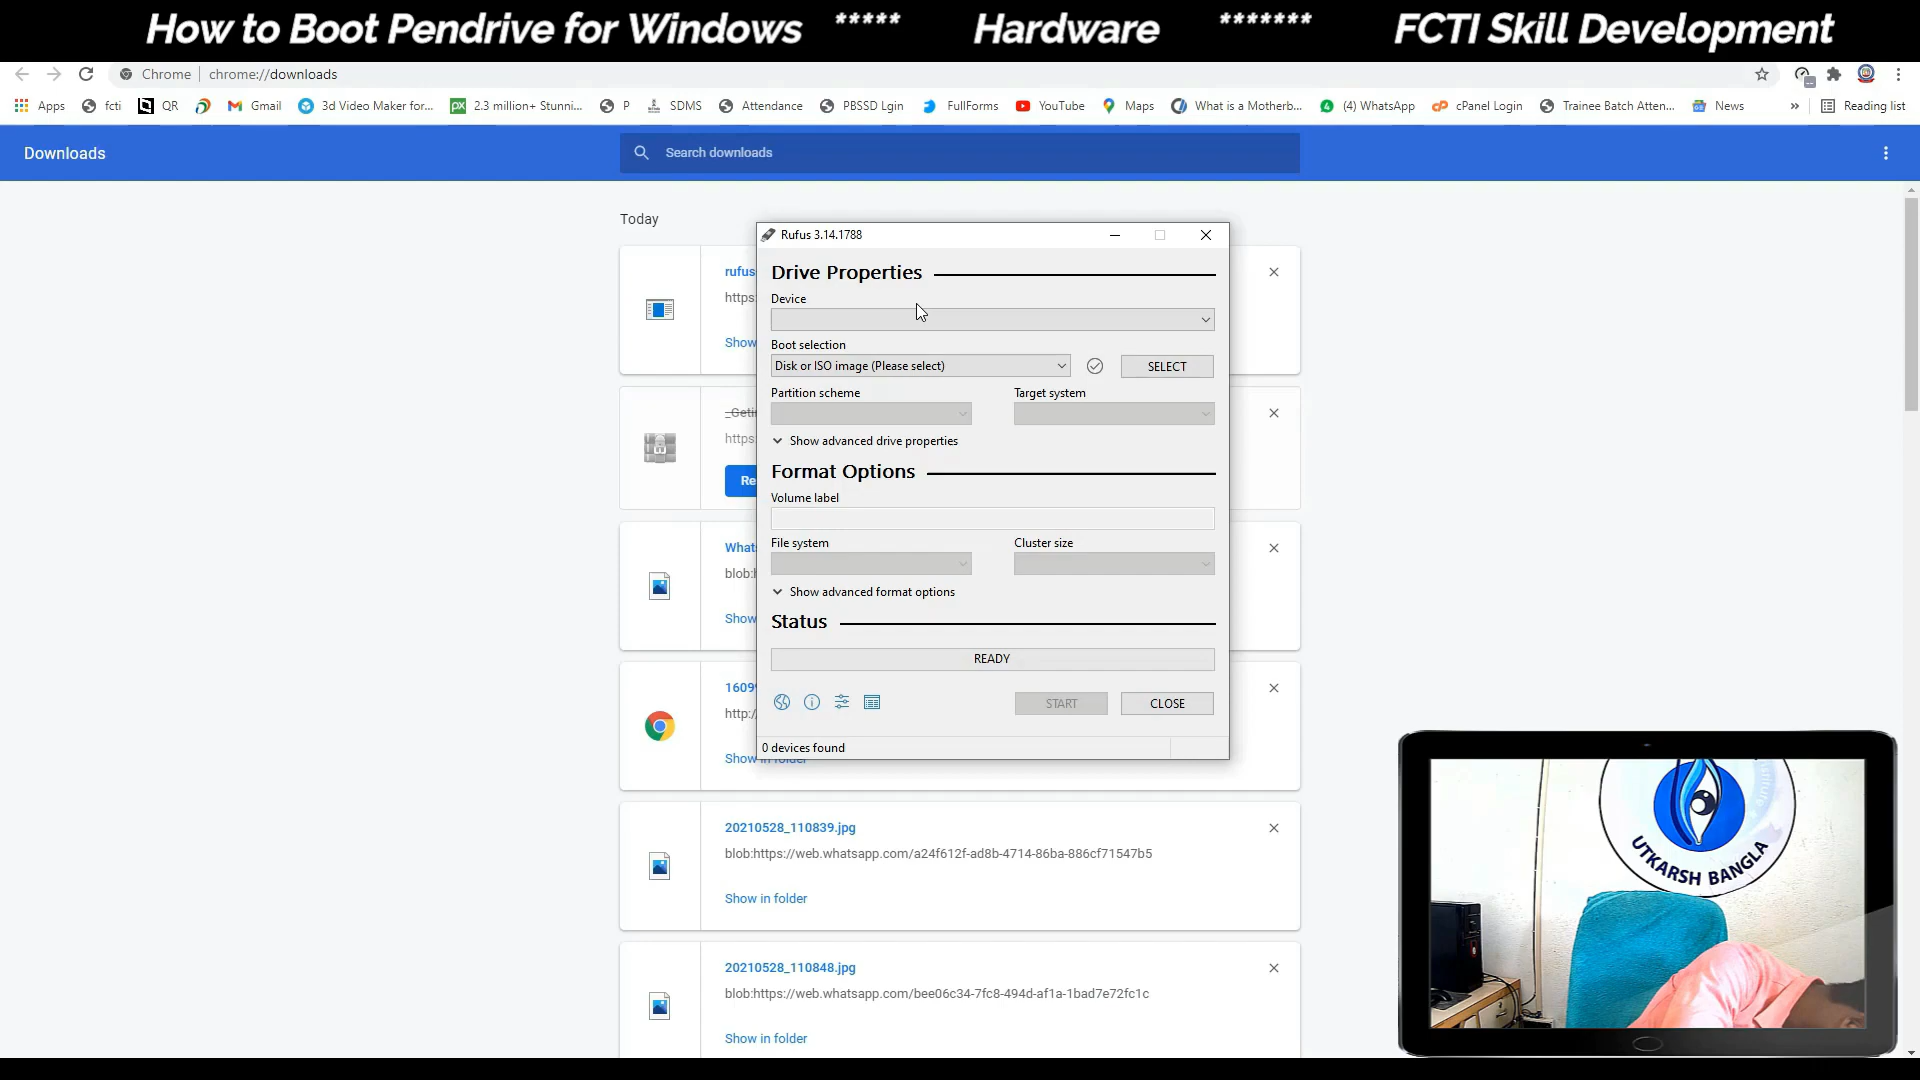 How to Boot Pendrive for Windows ***** Hardware ******* FCTI Skill Development
Chrome chrome://downloads
Apps fcti QR Gmail 3d Video Maker for... 2.3 million+ Stunni... P SDMS Attendance PBSSD Lgin FullForms YouTube Maps What is a Motherb... (4) WhatsApp cPanel Login Trainee Batch Atten... News » Reading list
Downloads Search downloads
Today
Rufus 3.14.1788
rufus
https:
Show
Drive Properties
Device
Boot selection
Disk or ISO image (Please select) SELECT
Partition scheme Target system
_Getin
https:
Re
Show advanced drive properties
Format Options
Volume label
File system Cluster size
Show advanced format options
What
blob:h
Show
Status
READY
1609
http:/
START CLOSE
0 devices found
Show in folder
20210528_110839.jpg
blob:https://web.whatsapp.com/a24f612f-ad8b-4714-86ba-886cf71547b5
Show in folder
20210528_110848.jpg
blob:https://web.whatsapp.com/bee06c34-7fc8-494d-af1a-1bad7e72fc1c
Show in folder
UTKARSH BANGLA